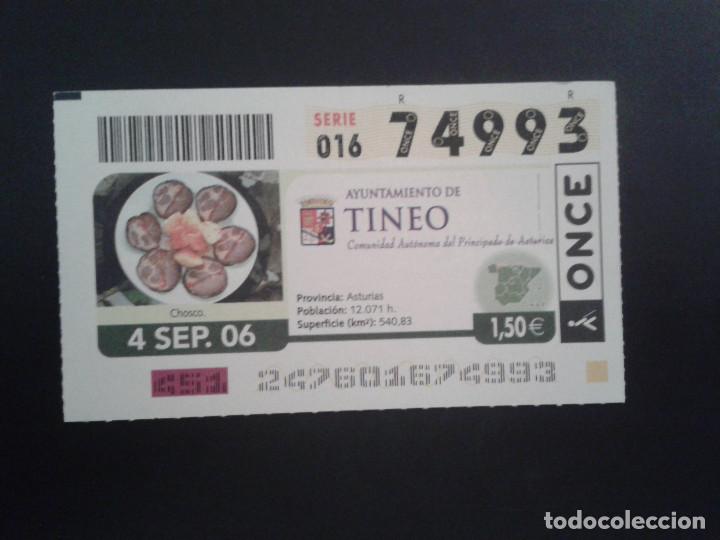 R R
SERIE
016
74993
AYUNTAMIENTO DE
TINEO
Comunidad Autónoma del Principado de Asturias
Chosco.
4 SEP. 06
Provincia: Asturias
Población: 12.071 h.
Superficie (km²): 540,83
1,50€
ONCE
247601674993
todocoleccion